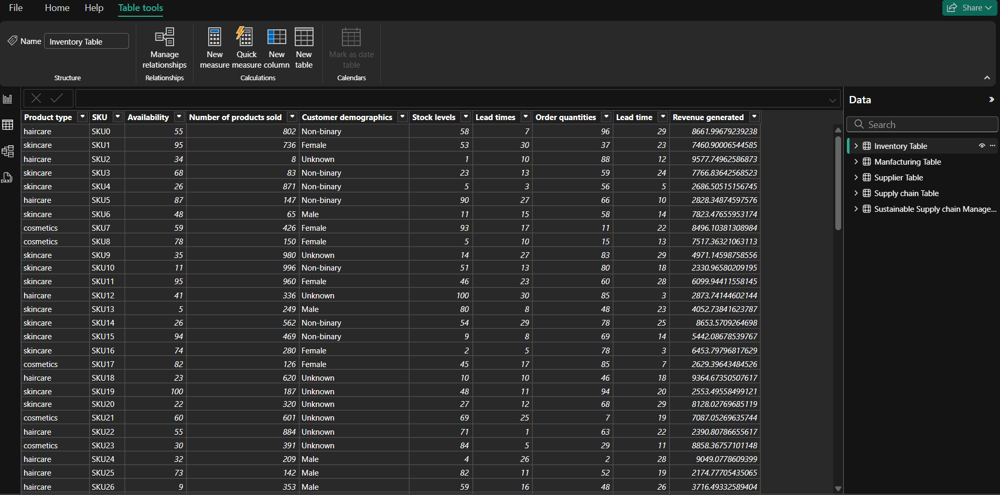 File Home Help Table tools Share
Name Inventory Table
Manage relationships
New measure
Quick measure
New column
New table
Mark as date table
Structure Relationships Calculations Calendars
Data
Search
Inventory Table
Manfacturing Table
Supplier Table
Supply chain Table
Sustainable Supply chain Manage...
DAX
Product type SKU Availability Number of products sold Customer demographics Stock levels Lead times Order quantities Lead time Revenue generated
haircare SKU0 55 802 Non-binary 58 7 96 29 8661.99679239238
skincare SKU1 95 736 Female 53 30 37 23 7460.90006544585
haircare SKU2 34 8 Unknown 1 10 88 12 9577.74962586873
skincare SKU3 68 83 Non-binary 23 13 59 24 7766.83642568523
skincare SKU4 26 871 Non-binary 5 3 56 5 2686.50515156745
haircare SKU5 87 147 Non-binary 90 27 66 10 2828.34874597576
skincare SKU6 48 65 Male 11 15 58 14 7823.47655953174
cosmetics SKU7 59 426 Female 93 17 11 22 8496.10381308984
cosmetics SKU8 78 150 Female 5 10 15 13 7517.36321063113
skincare SKU9 35 980 Unknown 14 27 83 29 4971.14598758556
skincare SKU10 11 996 Non-binary 51 13 80 18 2330.96580209195
skincare SKU11 95 960 Female 46 23 60 28 6099.94411558145
haircare SKU12 41 336 Unknown 100 30 85 3 2873.74144602144
skincare SKU13 5 249 Male 80 8 48 23 4052.73841623787
skincare SKU14 26 562 Non-binary 54 29 78 25 8653.5709264698
skincare SKU15 94 469 Non-binary 9 8 69 14 5442.08678539767
skincare SKU16 74 280 Female 2 5 78 3 6453.79796817629
cosmetics SKU17 82 126 Female 45 17 85 7 2629.39643484526
haircare SKU18 23 620 Unknown 10 10 46 18 9364.67350507617
skincare SKU19 100 187 Unknown 48 11 94 20 2553.49558499121
skincare SKU20 22 320 Unknown 27 12 68 29 8128.02769685119
cosmetics SKU21 60 601 Unknown 69 25 7 19 7087.05269635744
haircare SKU22 55 884 Unknown 71 1 63 22 2390.80786655617
cosmetics SKU23 30 391 Unknown 84 5 29 11 8858.36757101148
haircare SKU24 32 209 Male 4 26 2 28 9049.0778609399
haircare SKU25 73 142 Male 82 11 52 19 2174.77705435065
haircare SKU26 9 353 Male 59 16 48 26 3716.49332589404